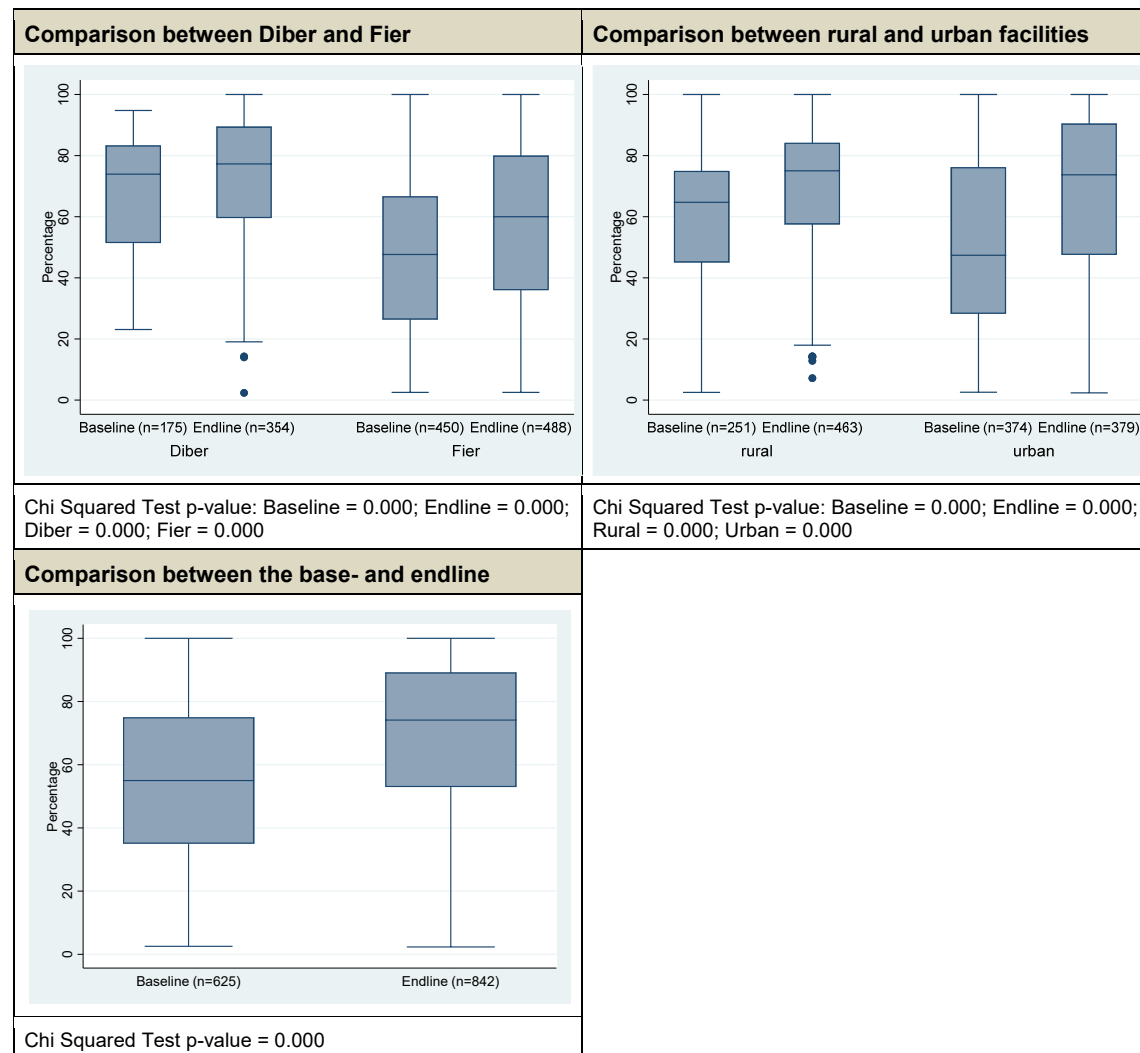 Comparison between Diber and Fier
Comparison between rural and urban facilities
Percentage
100
80
60
40
20
0
Baseline (n=175) Endline (n=354) Baseline (n=450) Endline (n=488)
Diber Fier
Percentage
100
80
60
40
20
0
Baseline (n=251) Endline (n=463) Baseline (n=374) Endline (n=379)
rural urban
Chi Squared Test p-value: Baseline = 0.000; Endline = 0.000;
Diber = 0.000; Fier = 0.000
Chi Squared Test p-value: Baseline = 0.000; Endline = 0.000;
Rural = 0.000; Urban = 0.000
Comparison between the base- and endline
Percentage
100
80
60
40
20
0
Baseline (n=625) Endline (n=842)
Chi Squared Test p-value = 0.000